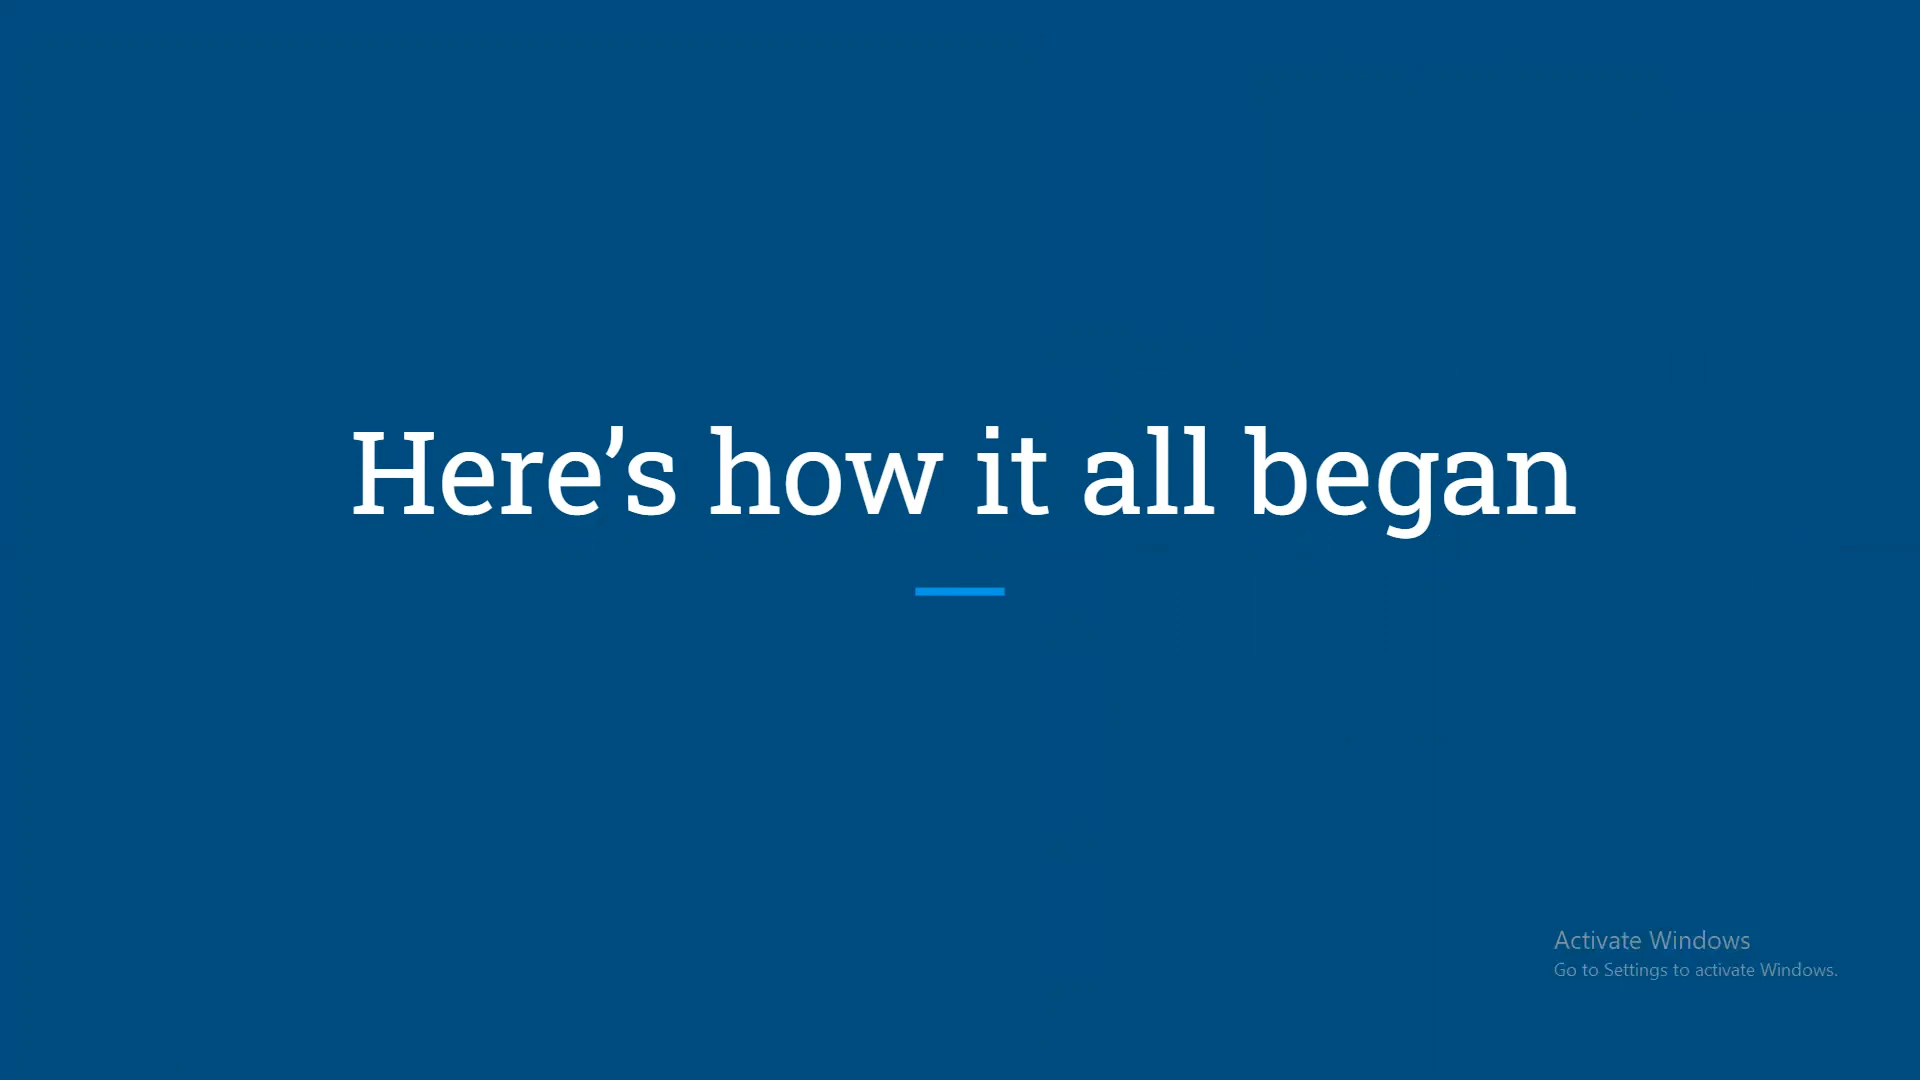 Here’s how it all began
Activate Windows
Go to Settings to activate Windows.